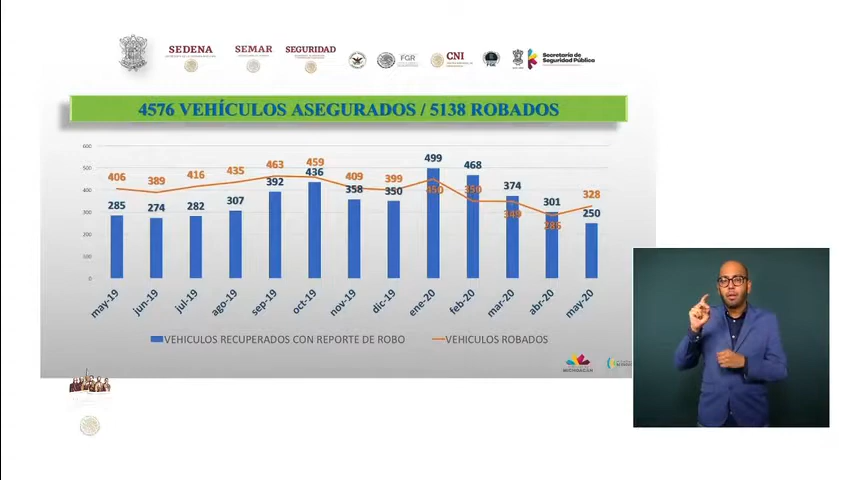 SEDENA
SEMAR
SEGURIDAD
FGR
CNI
Secretaría de
Seguridad Pública
4576 VEHÍCULOS ASEGURADOS / 5138 ROBADOS
600
500
400
300
200
100
0
406 389 416 435 463 459 409 399 450 350 349 285 328
285 274 282 307 392 436 358 350 499 468 374 301 250
may-19 jun-19 jul-19 ago-19 sep-19 oct-19 nov-19 dic-19 ene-20 feb-20 mar-20 abr-20 may-20
VEHICULOS RECUPERADOS CON REPORTE DE ROBO VEHICULOS ROBADOS
MICHOACÁN